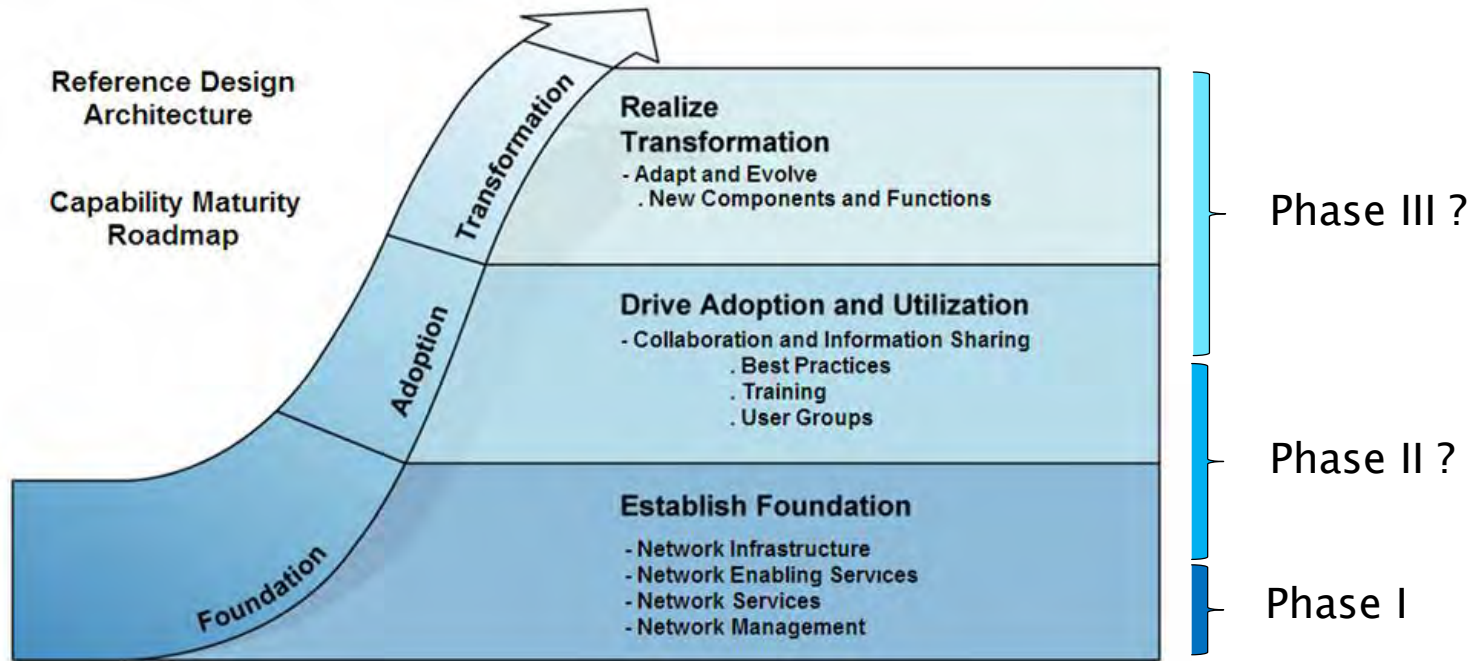 Reference Design
Architecture
Capability Maturity
Roadmap
Transformation
Adoption
Foundation
Realize
Transformation
- Adapt and Evolve
. New Components and Functions
Drive Adoption and Utilization
- Collaboration and Information Sharing
. Best Practices
. Training
. User Groups
Establish Foundation
- Network Infrastructure
- Network Enabling Services
- Network Services
- Network Management
Phase III ?
Phase II ?
Phase I